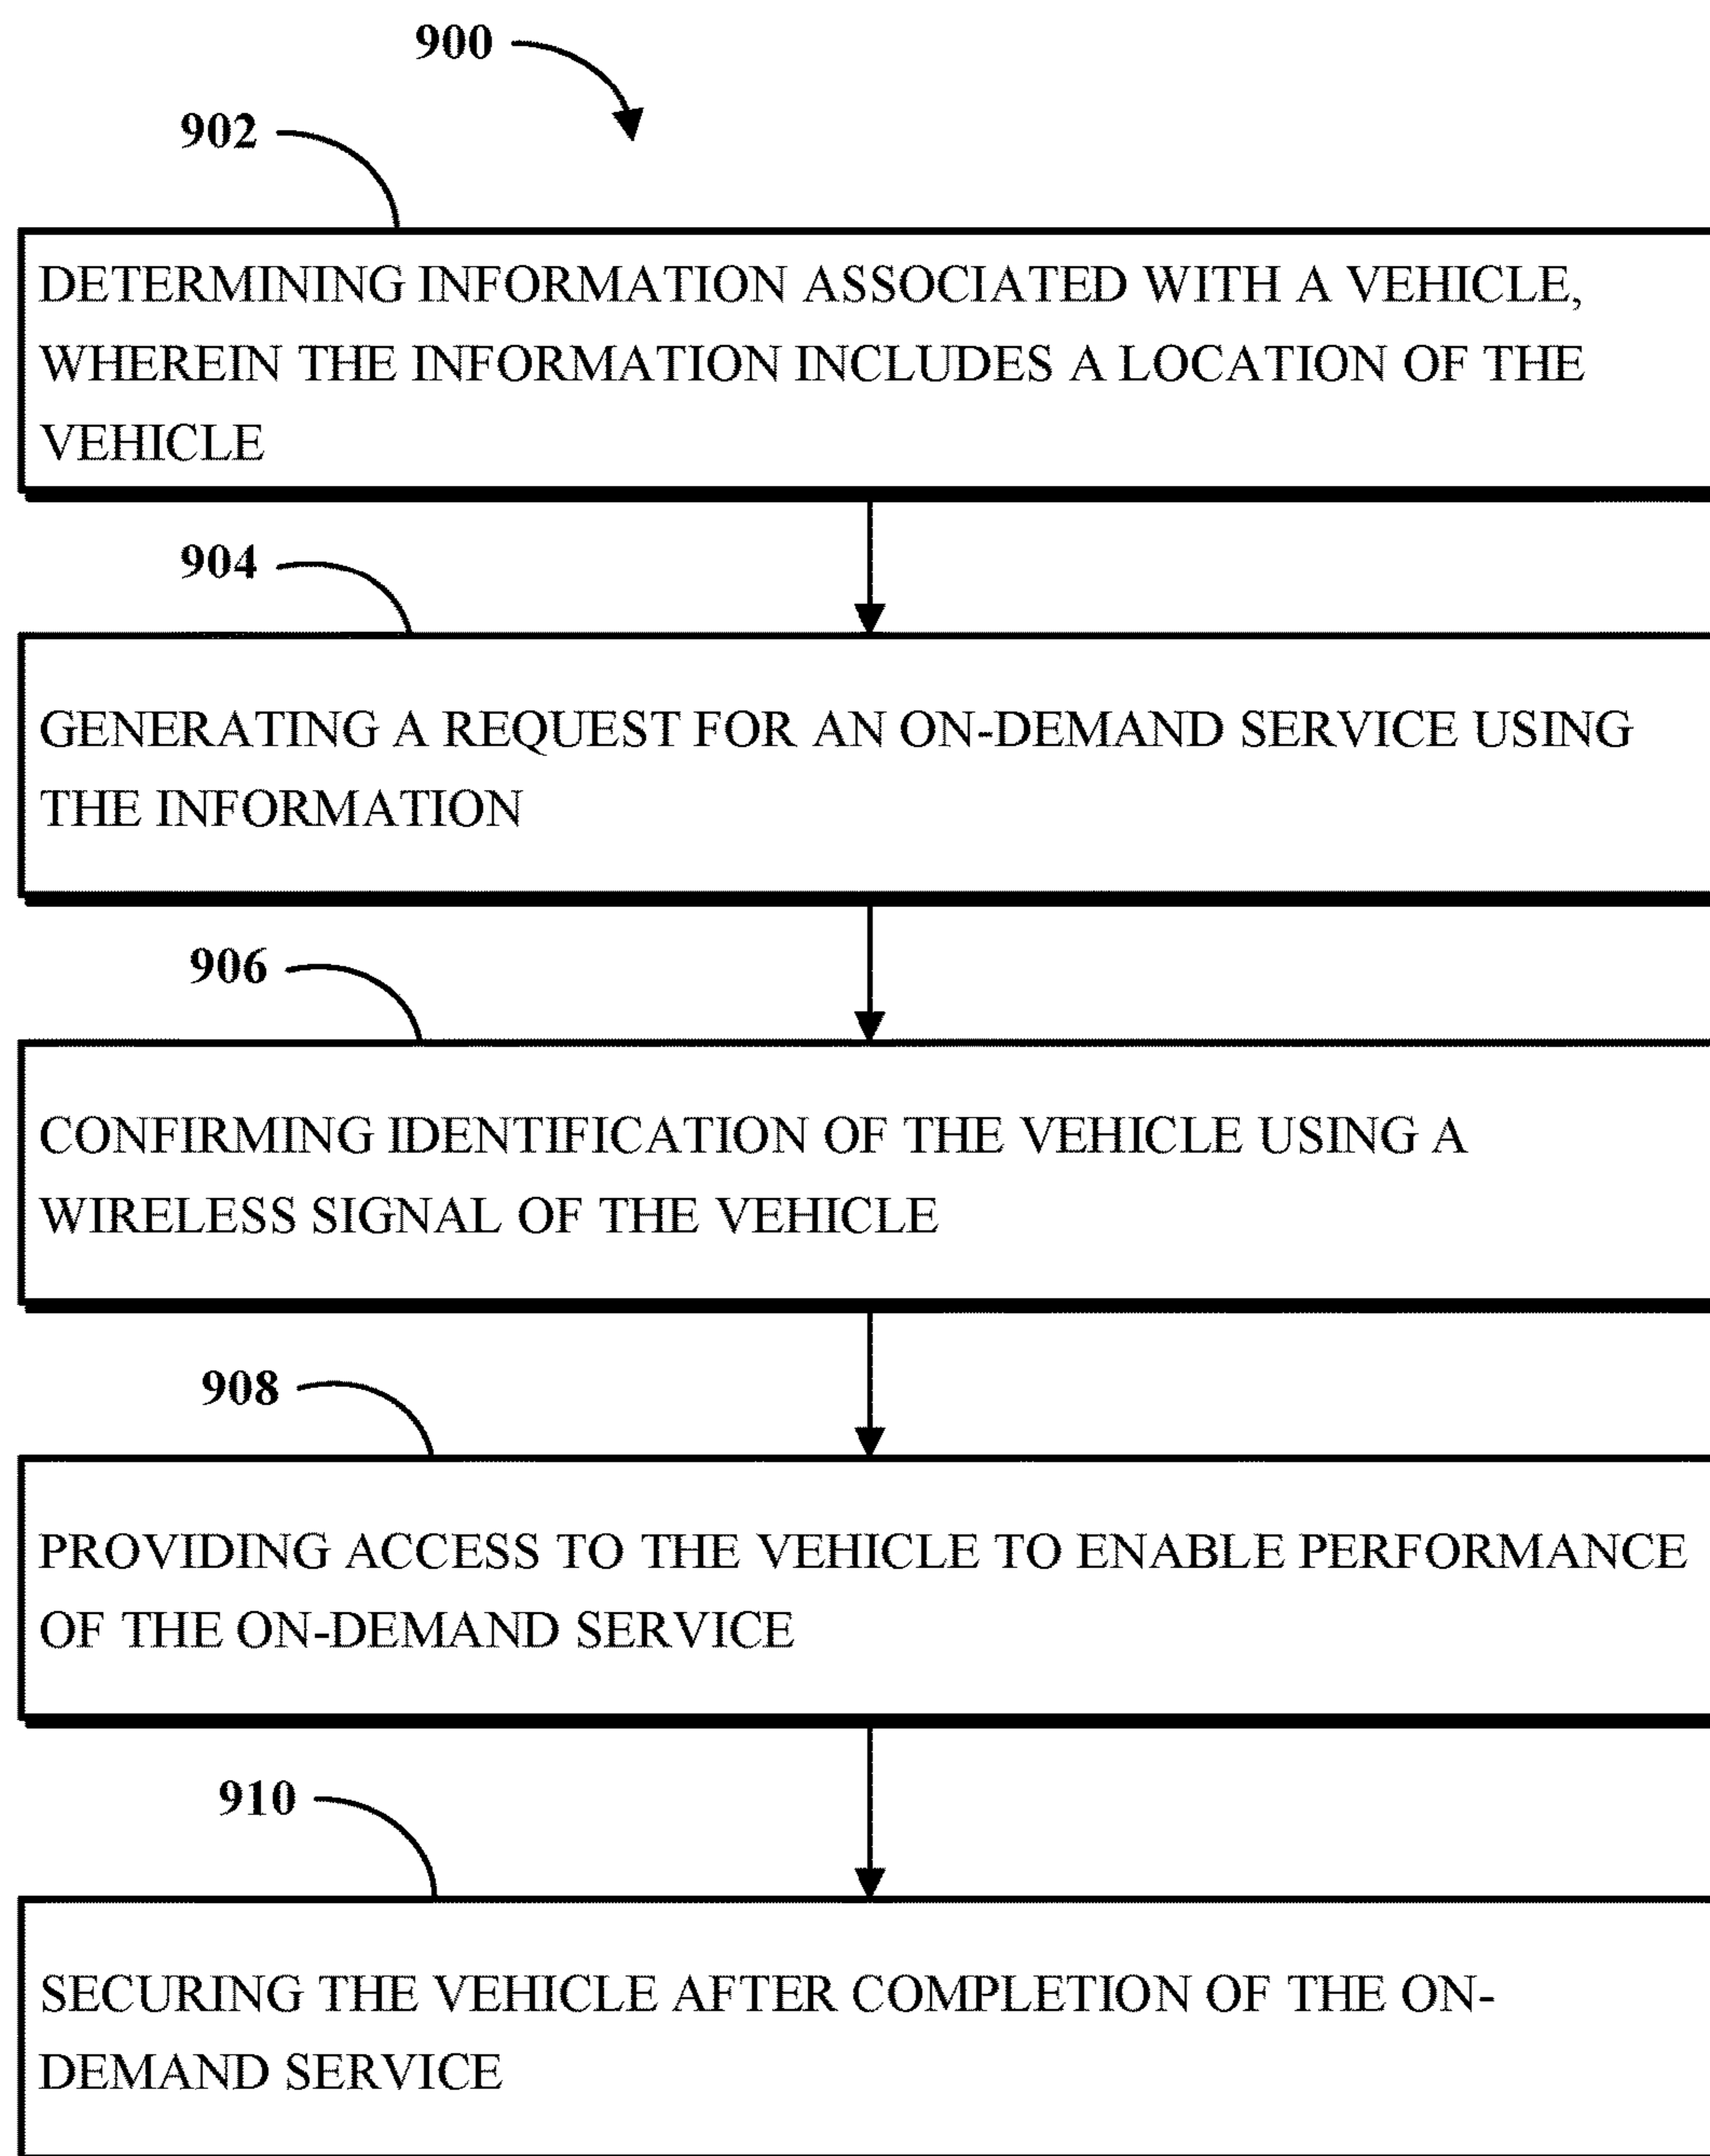 900
902
DETERMINING INFORMATION ASSOCIATED WITH A VEHICLE,
WHEREIN THE INFORMATION INCLUDES A LOCATION OF THE
VEHICLE
904
GENERATING A REQUEST FOR AN ON-DEMAND SERVICE USING
THE INFORMATION
906
CONFIRMING IDENTIFICATION OF THE VEHICLE USING A
WIRELESS SIGNAL OF THE VEHICLE
908
PROVIDING ACCESS TO THE VEHICLE TO ENABLE PERFORMANCE
OF THE ON-DEMAND SERVICE
910
SECURING THE VEHICLE AFTER COMPLETION OF THE ON-
DEMAND SERVICE